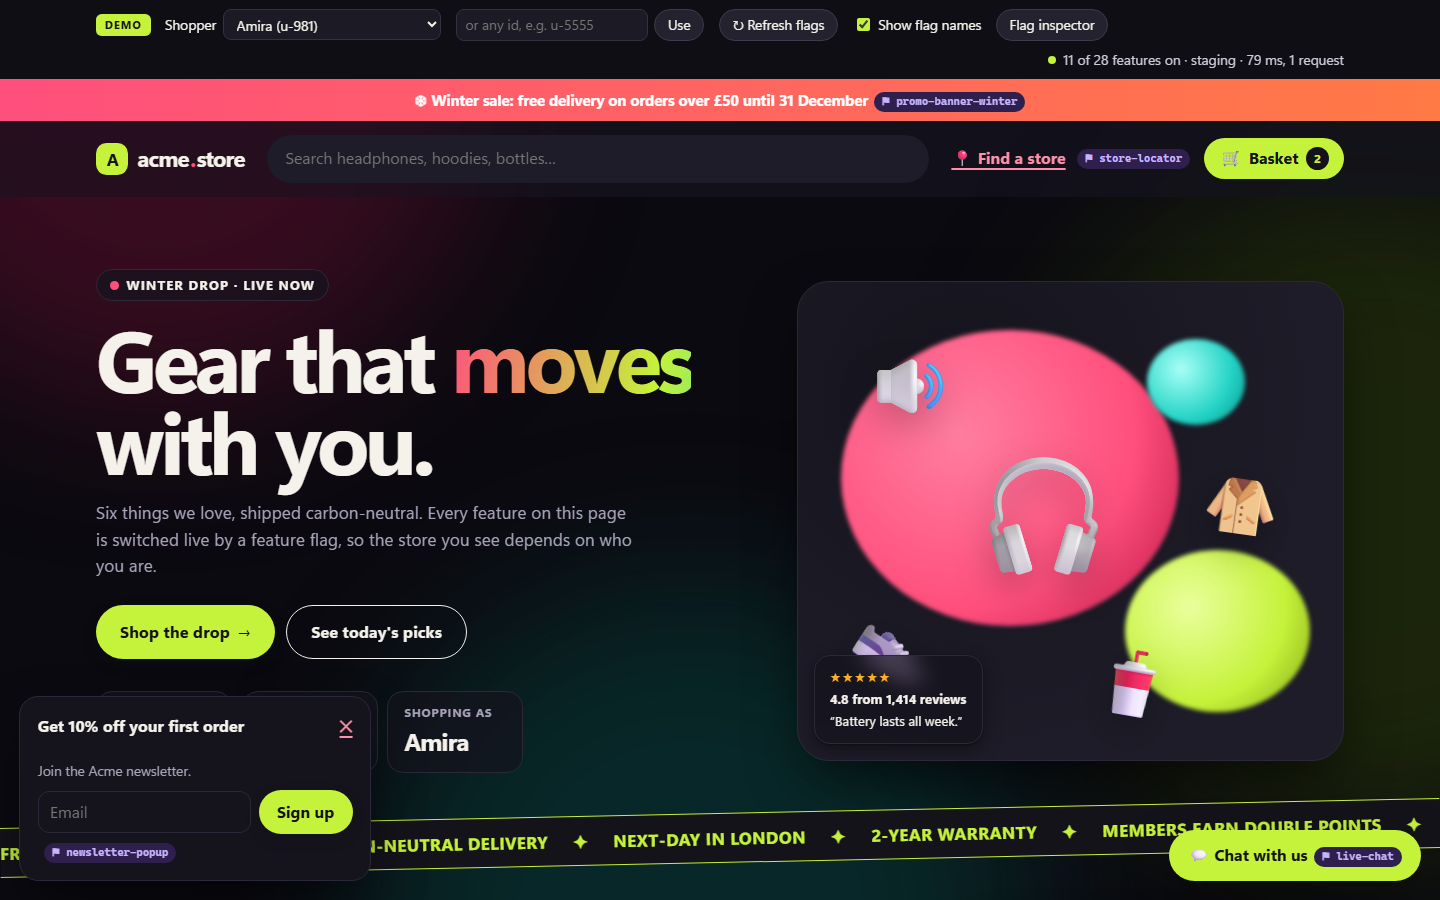 DEMO Shopper Amira (u-981) or any id, e.g. u-5555 Use ↻ Refresh flags Show flag names Flag inspector
11 of 28 features on · staging · 79 ms, 1 request
❄ Winter sale: free delivery on orders over £50 until 31 December promo-banner-winter
A acme.store Search headphones, hoodies, bottles... Find a store store-locator Basket 2
WINTER DROP · LIVE NOW
Gear that moves
with you.
Six things we love, shipped carbon-neutral. Every feature on this page
is switched live by a feature flag, so the store you see depends on who
you are.
Shop the drop → See today's picks
SHOPPING AS
Amira
Get 10% off your first order
Join the Acme newsletter.
Email Sign up
newsletter-popup
★★★★★
4.8 from 1,414 reviews
“Battery lasts all week.”
FR N-NEUTRAL DELIVERY ✦ NEXT-DAY IN LONDON ✦ 2-YEAR WARRANTY ✦ MEMBERS EARN DOUBLE POINTS ✦
Chat with us live-chat